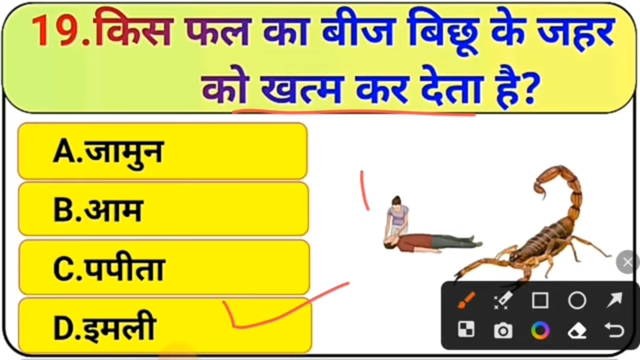 19.किस फल का बीज बिछू के जहर
को खत्म कर देता है?
A.जामुन
B.आम
C.पपीता
D.इमली